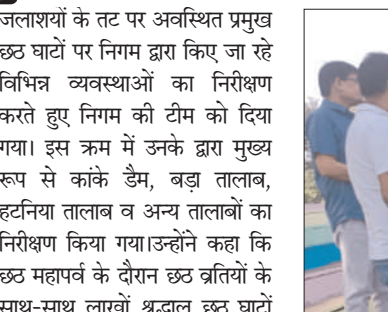 जलाशयों के तट पर अवस्थित प्रमुख
छठ घाटों पर निगम द्वारा किए जा रहे
विभिन्न व्यवस्थाओं का निरीक्षण
करते हुए निगम की टीम को दिया
गया। इस क्रम में उनके द्वारा मुख्य
रूप से कांके डैम, बड़ा तालाब,
हटनिया तालाब व अन्य तालाबों का
निरीक्षण किया गया।उन्होंने कहा कि
छठ महापर्व के दौरान छठ व्रतियों के
साथ-साथ लाखों श्रद्धालु छठ घाटों